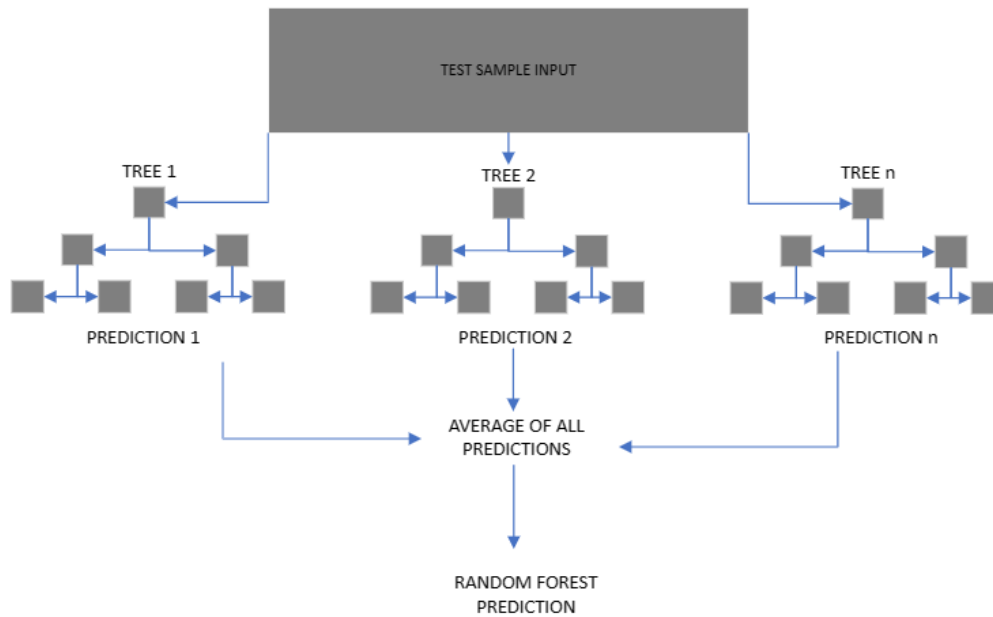 TEST SAMPLE INPUT
TREE 1
TREE 2
TREE n
PREDICTION 1
PREDICTION 2
PREDICTION n
AVERAGE OF ALL
PREDICTIONS
RANDOM FOREST
PREDICTION